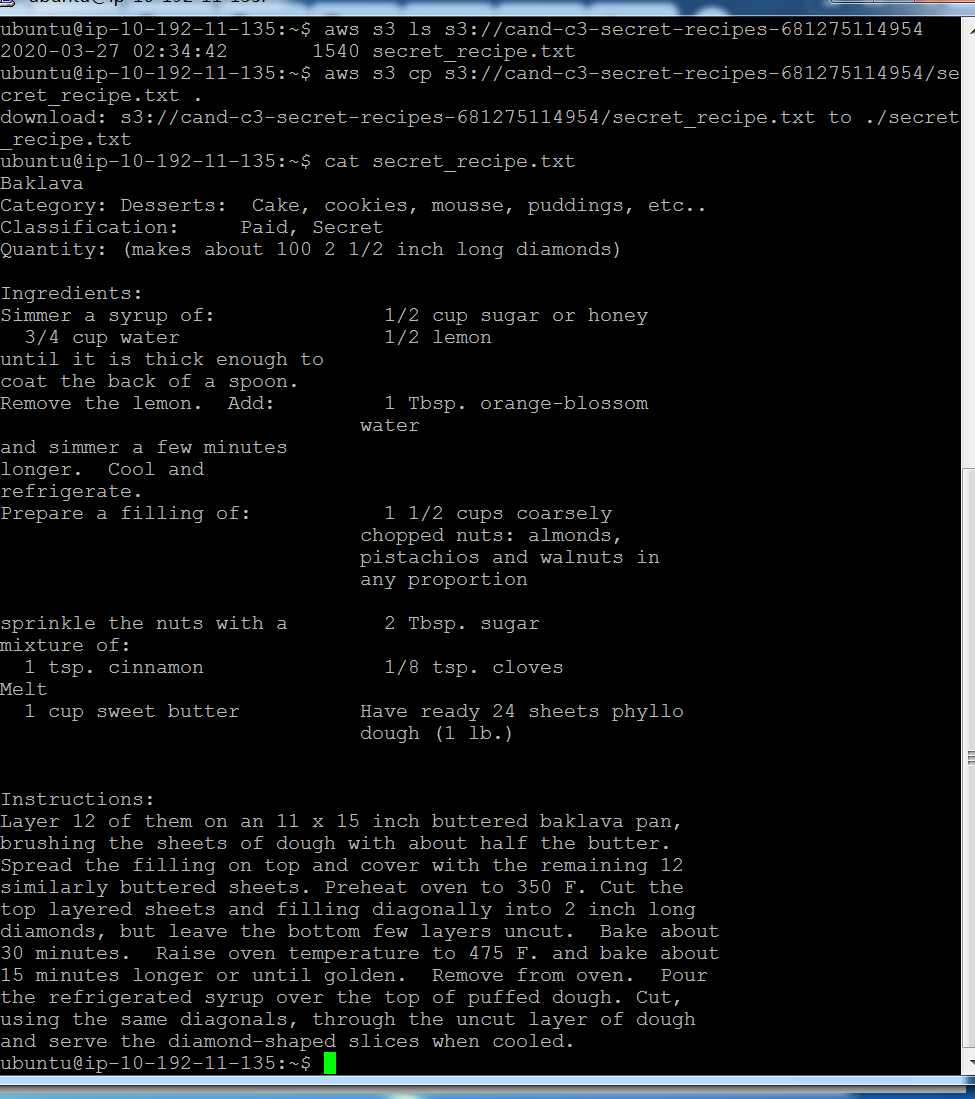 ubuntu@ip-10-192-11-135:~$ aws s3 ls s3://cand-c3-secret-recipes-681275114954
2020-03-27 02:34:42       1540 secret_recipe.txt
ubuntu@ip-10-192-11-135:~$ aws s3 cp s3://cand-c3-secret-recipes-681275114954/se
cret_recipe.txt .
download: s3://cand-c3-secret-recipes-681275114954/secret_recipe.txt to ./secret
_recipe.txt
ubuntu@ip-10-192-11-135:~$ cat secret_recipe.txt
Baklava
Category: Desserts:  Cake, cookies, mousse, puddings, etc..
Classification:     Paid, Secret
Quantity: (makes about 100 2 1/2 inch long diamonds)

Ingredients:
Simmer a syrup of:              1/2 cup sugar or honey
  3/4 cup water                 1/2 lemon
until it is thick enough to
coat the back of a spoon.
Remove the lemon.  Add:         1 Tbsp. orange-blossom
                              water
and simmer a few minutes
longer.  Cool and
refrigerate.
Prepare a filling of:           1 1/2 cups coarsely
                              chopped nuts: almonds,
                              pistachios and walnuts in
                              any proportion

sprinkle the nuts with a        2 Tbsp. sugar
mixture of:
  1 tsp. cinnamon               1/8 tsp. cloves
Melt
  1 cup sweet butter          Have ready 24 sheets phyllo
                              dough (1 lb.)

Instructions:
Layer 12 of them on an 11 x 15 inch buttered baklava pan,
brushing the sheets of dough with about half the butter.
Spread the filling on top and cover with the remaining 12
similarly buttered sheets. Preheat oven to 350 F. Cut the
top layered sheets and filling diagonally into 2 inch long
diamonds, but leave the bottom few layers uncut.  Bake about
30 minutes.  Raise oven temperature to 475 F. and bake about
15 minutes longer or until golden.  Remove from oven.  Pour
the refrigerated syrup over the top of puffed dough. Cut,
using the same diagonals, through the uncut layer of dough
and serve the diamond-shaped slices when cooled.
ubuntu@ip-10-192-11-135:~$